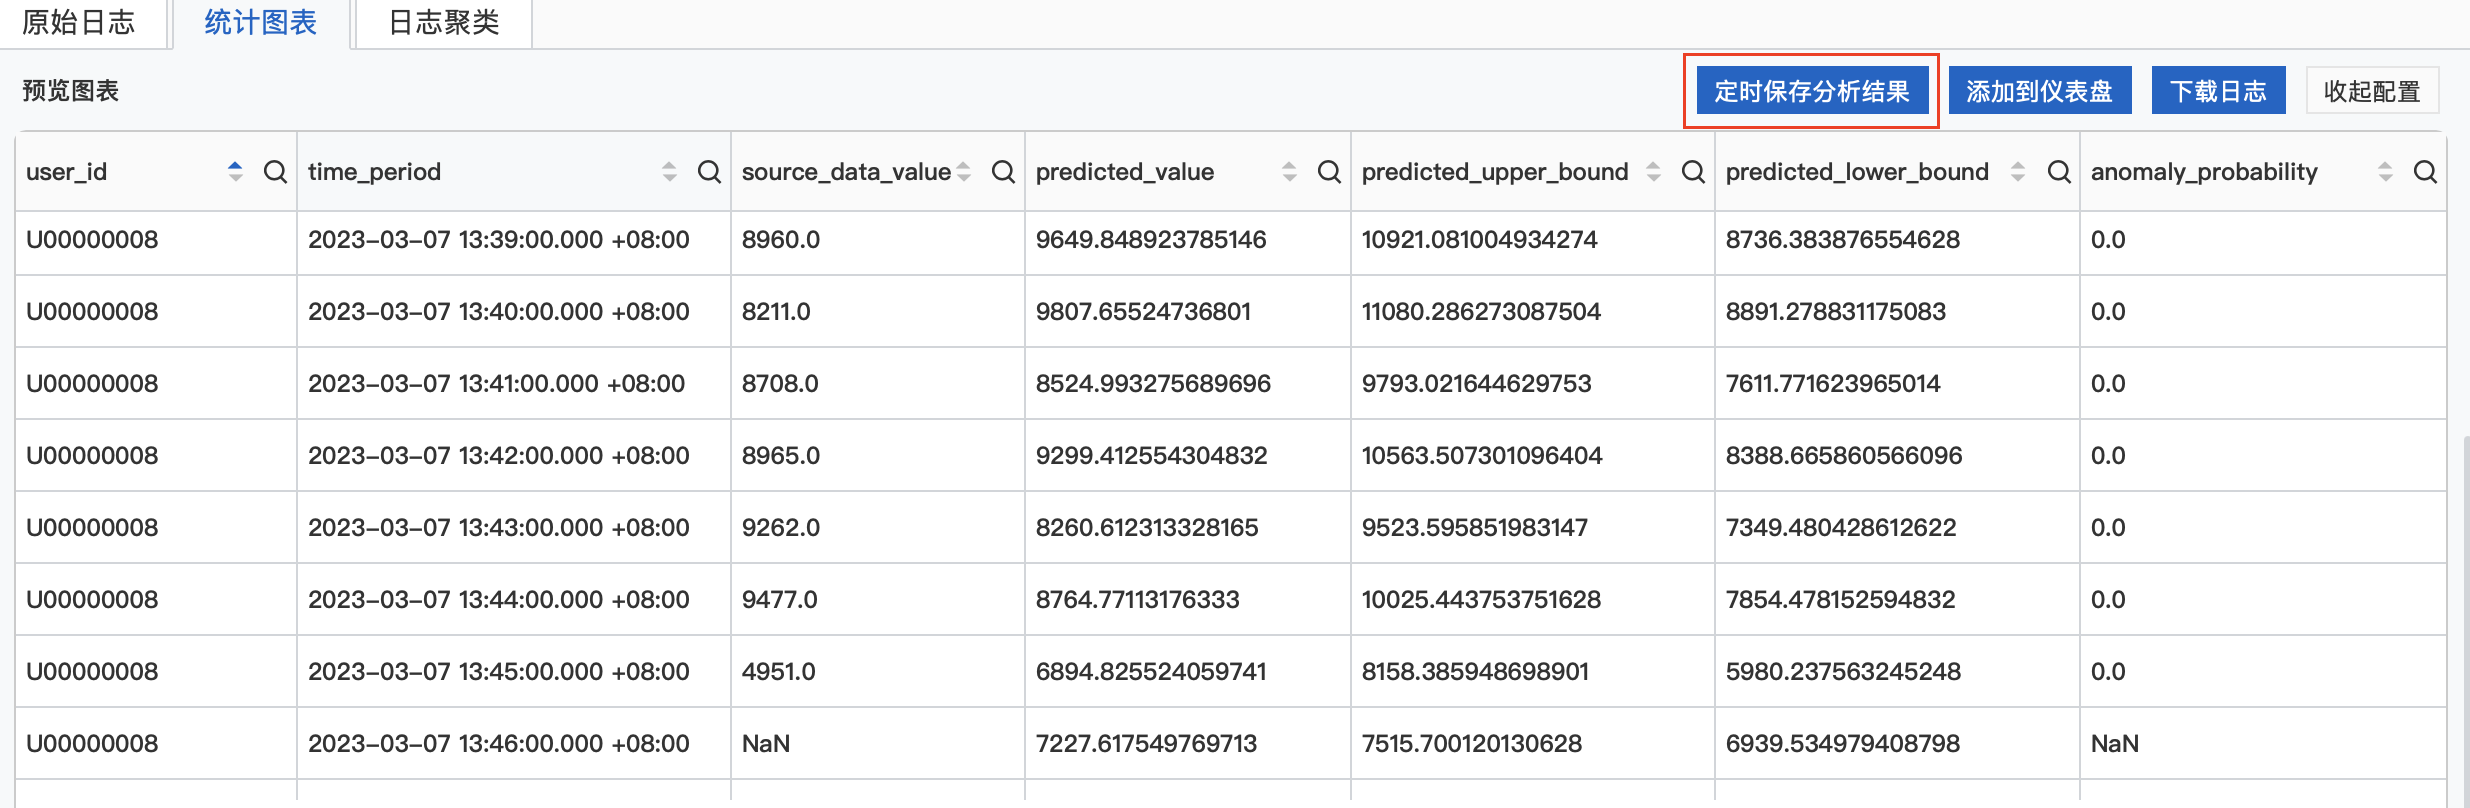 原始日志 统计图表 日志聚类
预览图表 定时保存分析结果 添加到仪表盘 下载日志 收起配置
user_id time_period source_data_value predicted_value predicted_upper_bound predicted_lower_bound anomaly_probability
U00000008 2023-03-07 13:39:00.000 +08:00 8960.0 9649.848923785146 10921.081004934274 8736.383876554628 0.0
U00000008 2023-03-07 13:40:00.000 +08:00 8211.0 9807.65524736801 11080.286273087504 8891.278831175083 0.0
U00000008 2023-03-07 13:41:00.000 +08:00 8708.0 8524.993275689696 9793.021644629753 7611.771623965014 0.0
U00000008 2023-03-07 13:42:00.000 +08:00 8965.0 9299.412554304832 10563.507301096404 8388.665860566096 0.0
U00000008 2023-03-07 13:43:00.000 +08:00 9262.0 8260.612313328165 9523.595851983147 7349.480428612622 0.0
U00000008 2023-03-07 13:44:00.000 +08:00 9477.0 8764.77113176333 10025.443753751628 7854.478152594832 0.0
U00000008 2023-03-07 13:45:00.000 +08:00 4951.0 6894.825524059741 8158.385948698901 5980.237563245248 0.0
U00000008 2023-03-07 13:46:00.000 +08:00 NaN 7227.617549769713 7515.700120130628 6939.534979408798 NaN